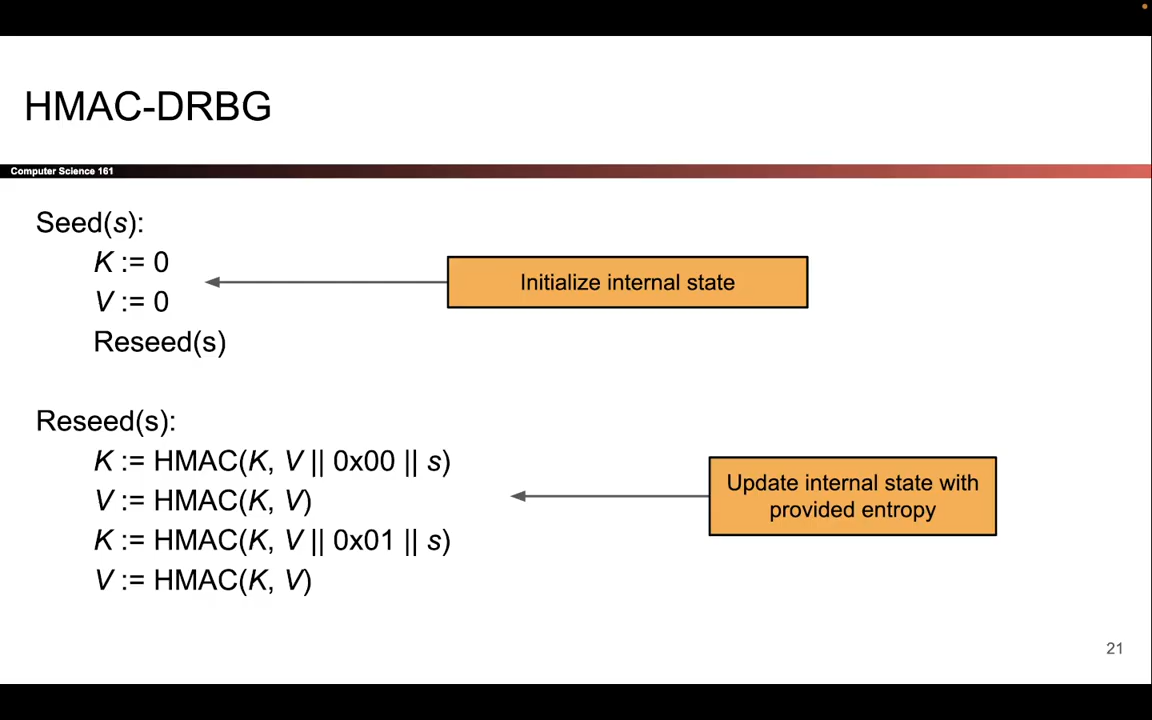 HMAC-DRBG
Computer Science 161
Seed(s):
K := 0
V := 0
Reseed(s)
Initialize internal state
Reseed(s):
K := HMAC(K, V || 0x00 || s)
V := HMAC(K, V)
K := HMAC(K, V || 0x01 || s)
V := HMAC(K, V)
Update internal state with
provided entropy
21